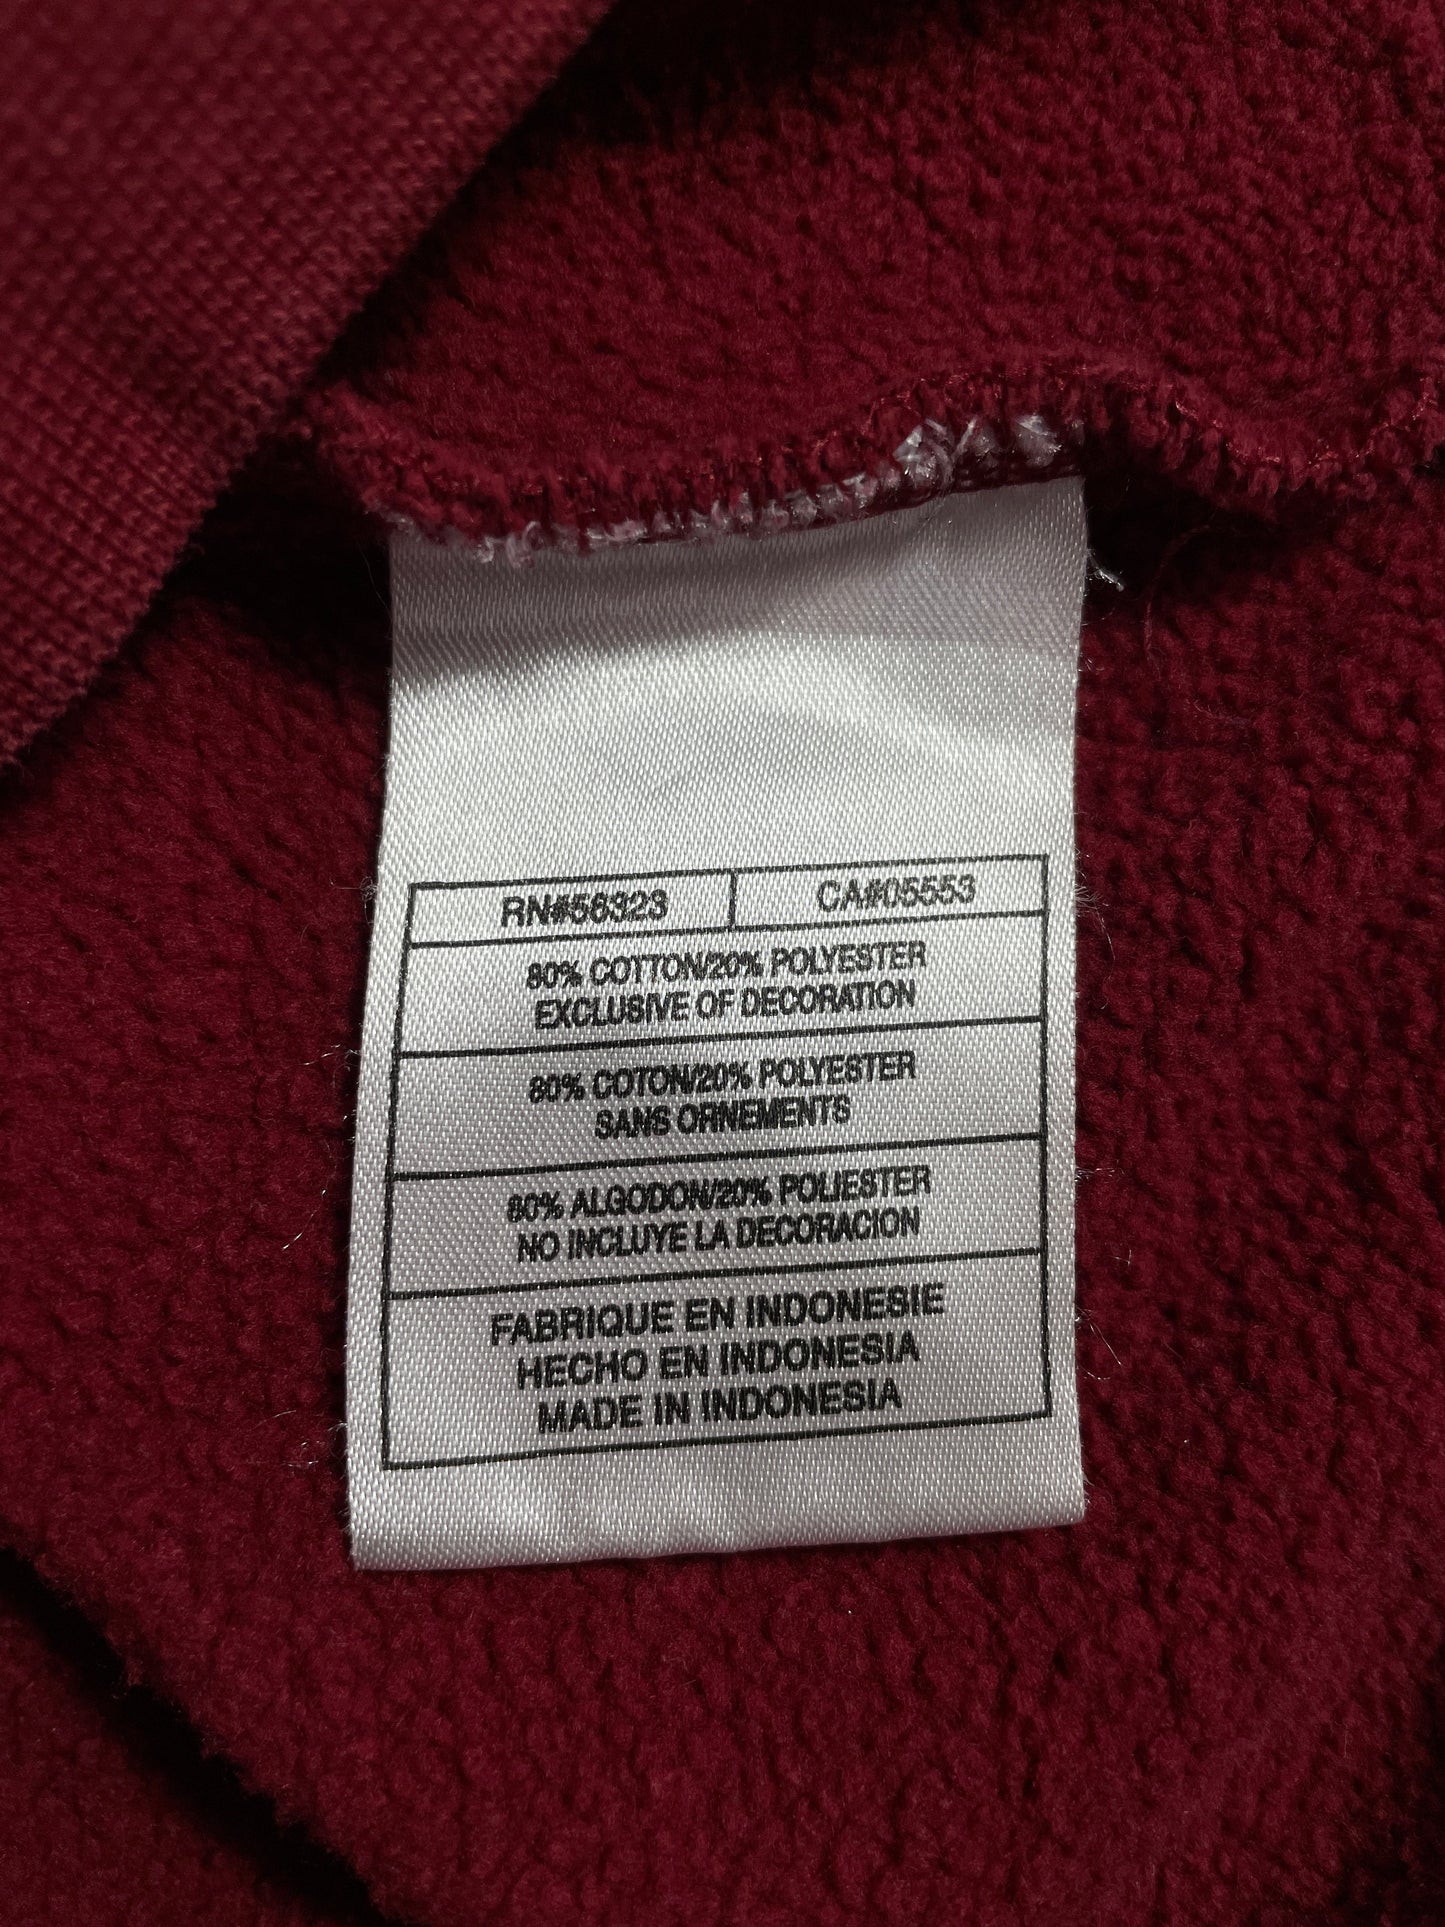 RN#56323 CA#05553
80% COTTON/20% POLYESTER
EXCLUSIVE OF DECORATION
80% COTON/20% POLYESTER
SANS ORNEMENTS
80% ALGODON/20% POLIESTER
NO INCLUYE LA DECORACION
FABRIQUE EN INDONESIE
HECHO EN INDONESIA
MADE IN INDONESIA